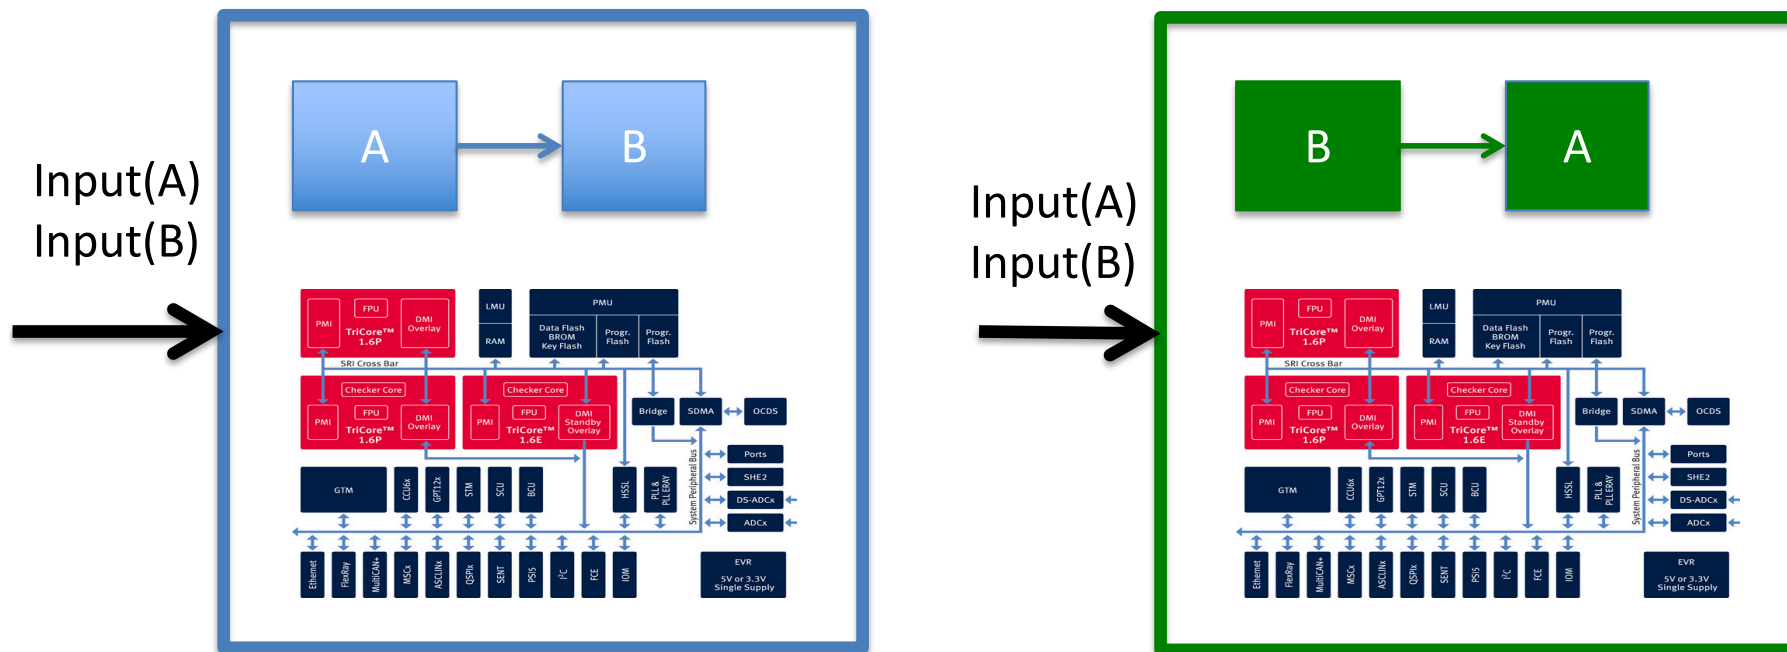 Input(A)
Input(B)
A
B
PMI
FPU
TriCore™
1.6P
DMI
Overlay
LMU
RAM
PMU
Data Flash
BROM
Key Flash
Progr.
Flash
Progr.
Flash
SRI Cross Bar
Checker Core
PMI
FPU
TriCore™
1.6P
DMI
Overlay
Checker Core
PMI
FPU
TriCore™
1.6E
DMI
Standby
Overlay
Bridge
SDMA
OCDS
System Peripheral Bus
Ports
SHE2
DS-ADCx
ADCx
GTM
CCU6x
GPT12x
STM
SCU
BCU
HSSL
PLL &
PLL ERAY
Ethernet
FlexRay
MultiCAN+
MSCx
ASCLINx
QSPIx
SENT
PSI5
I²C
FCE
IOM
EVR
5V or 3.3V
Single Supply
Input(A)
Input(B)
B
A
PMI
FPU
TriCore™
1.6P
DMI
Overlay
LMU
RAM
PMU
Data Flash
BROM
Key Flash
Progr.
Flash
Progr.
Flash
SRI Cross Bar
Checker Core
PMI
FPU
TriCore™
1.6P
DMI
Overlay
Checker Core
PMI
FPU
TriCore™
1.6E
DMI
Standby
Overlay
Bridge
SDMA
OCDS
System Peripheral Bus
Ports
SHE2
DS-ADCx
ADCx
GTM
CCU6x
GPT12x
STM
SCU
BCU
HSSL
PLL &
PLL ERAY
Ethernet
FlexRay
MultiCAN+
MSCx
ASCLINx
QSPIx
SENT
PSI5
I²C
FCE
IOM
EVR
5V or 3.3V
Single Supply